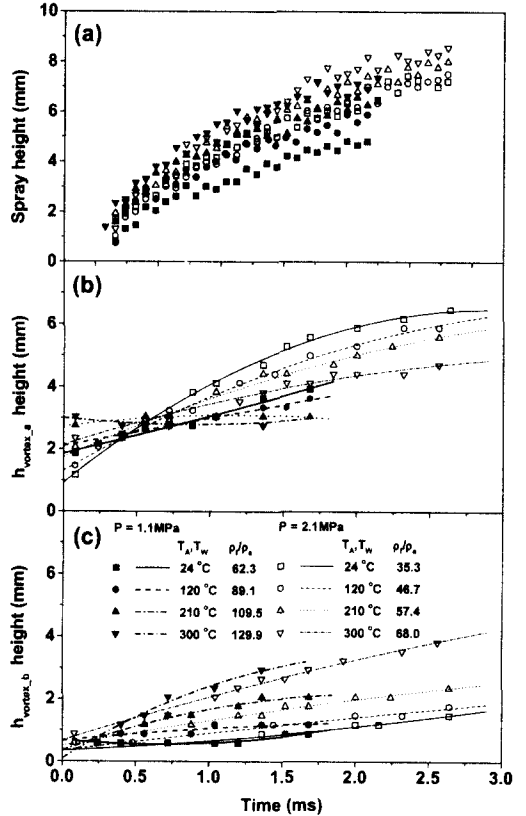 (a)
Spray height (mm)
10
8
6
4
2
0
(b)
h_vortex_a height (mm)
6
4
2
0
(c)
h_vortex_b height (mm)
6
4
2
0
P = 1.1MPa P = 2.1MPa
T_A,T_W ρ_f/ρ_a T_A,T_W ρ_f/ρ_a
24 °C 62.3 24 °C 35.3
120 °C 89.1 120 °C 46.7
210 °C 109.5 210 °C 57.4
300 °C 129.9 300 °C 68.0
0.0 0.5 1.0 1.5 2.0 2.5
Time (ms)